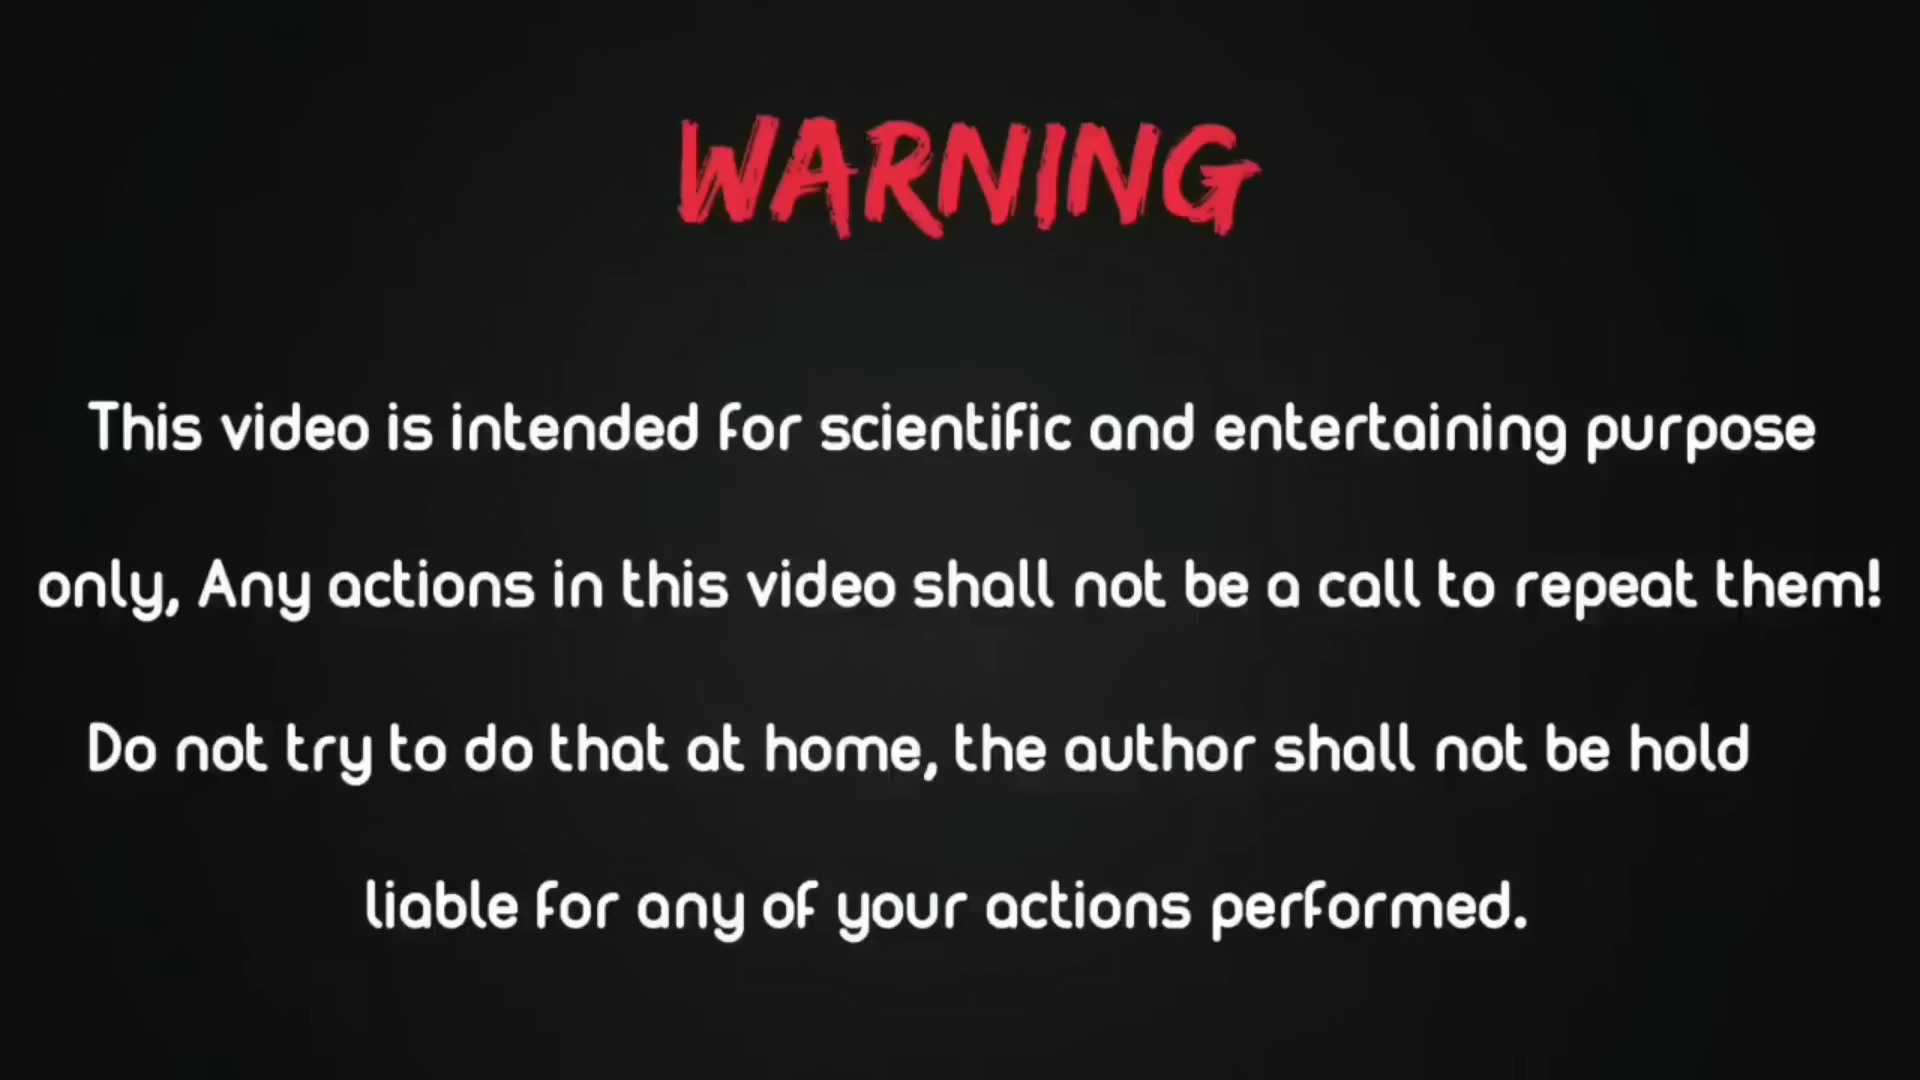 WARNING
This video is intended for scientific and entertaining purpose
only, Any actions in this video shall not be a call to repeat them!
Do not try to do that at home, the author shall not be hold
liable for any of your actions performed.